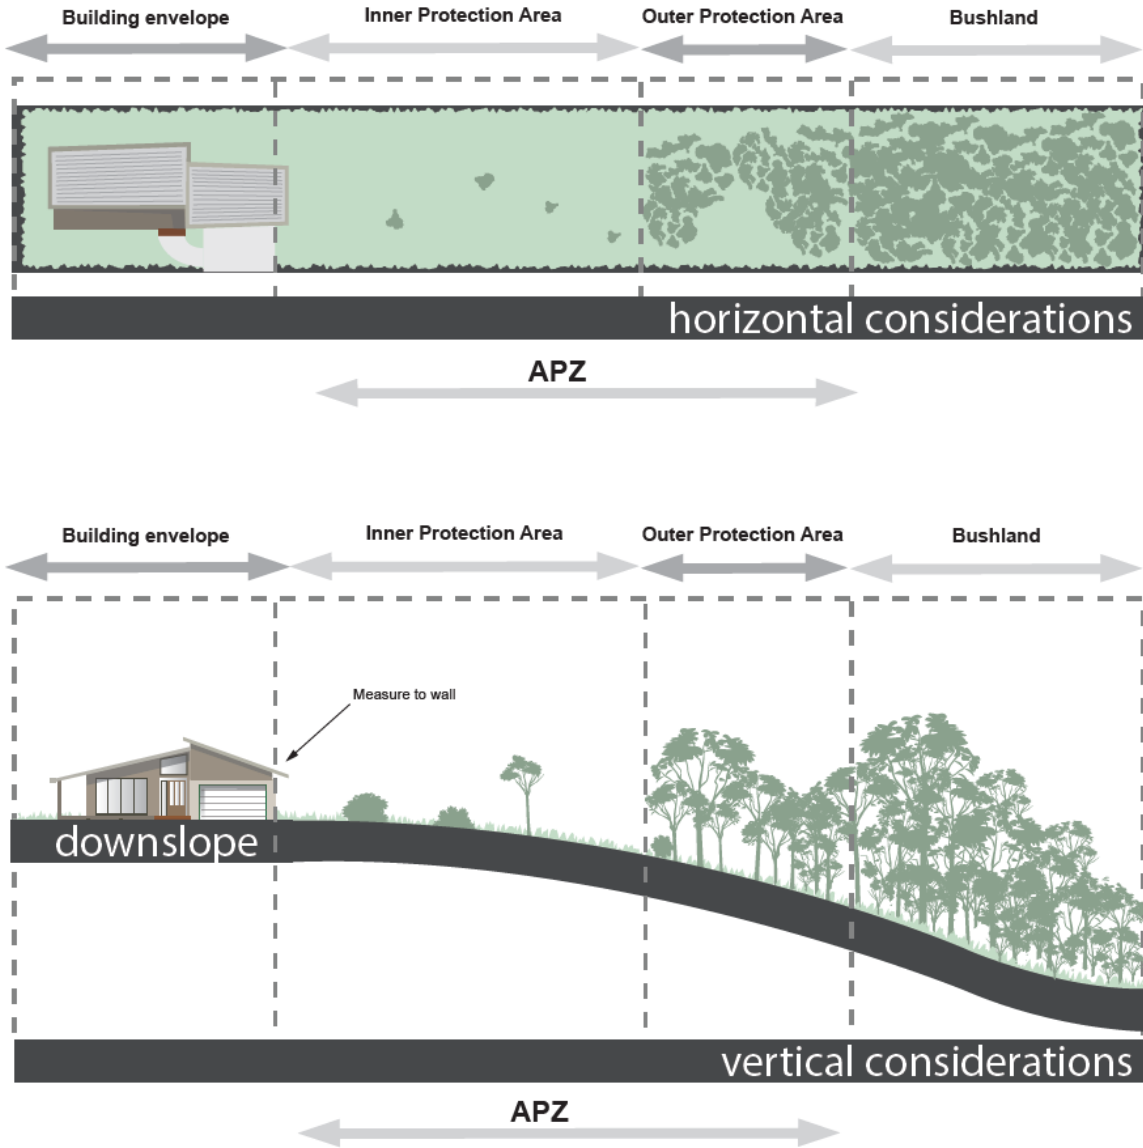 Building envelope
Inner Protection Area
Outer Protection Area
Bushland
horizontal considerations
APZ
Building envelope
Inner Protection Area
Outer Protection Area
Bushland
Measure to wall
downslope
vertical considerations
APZ